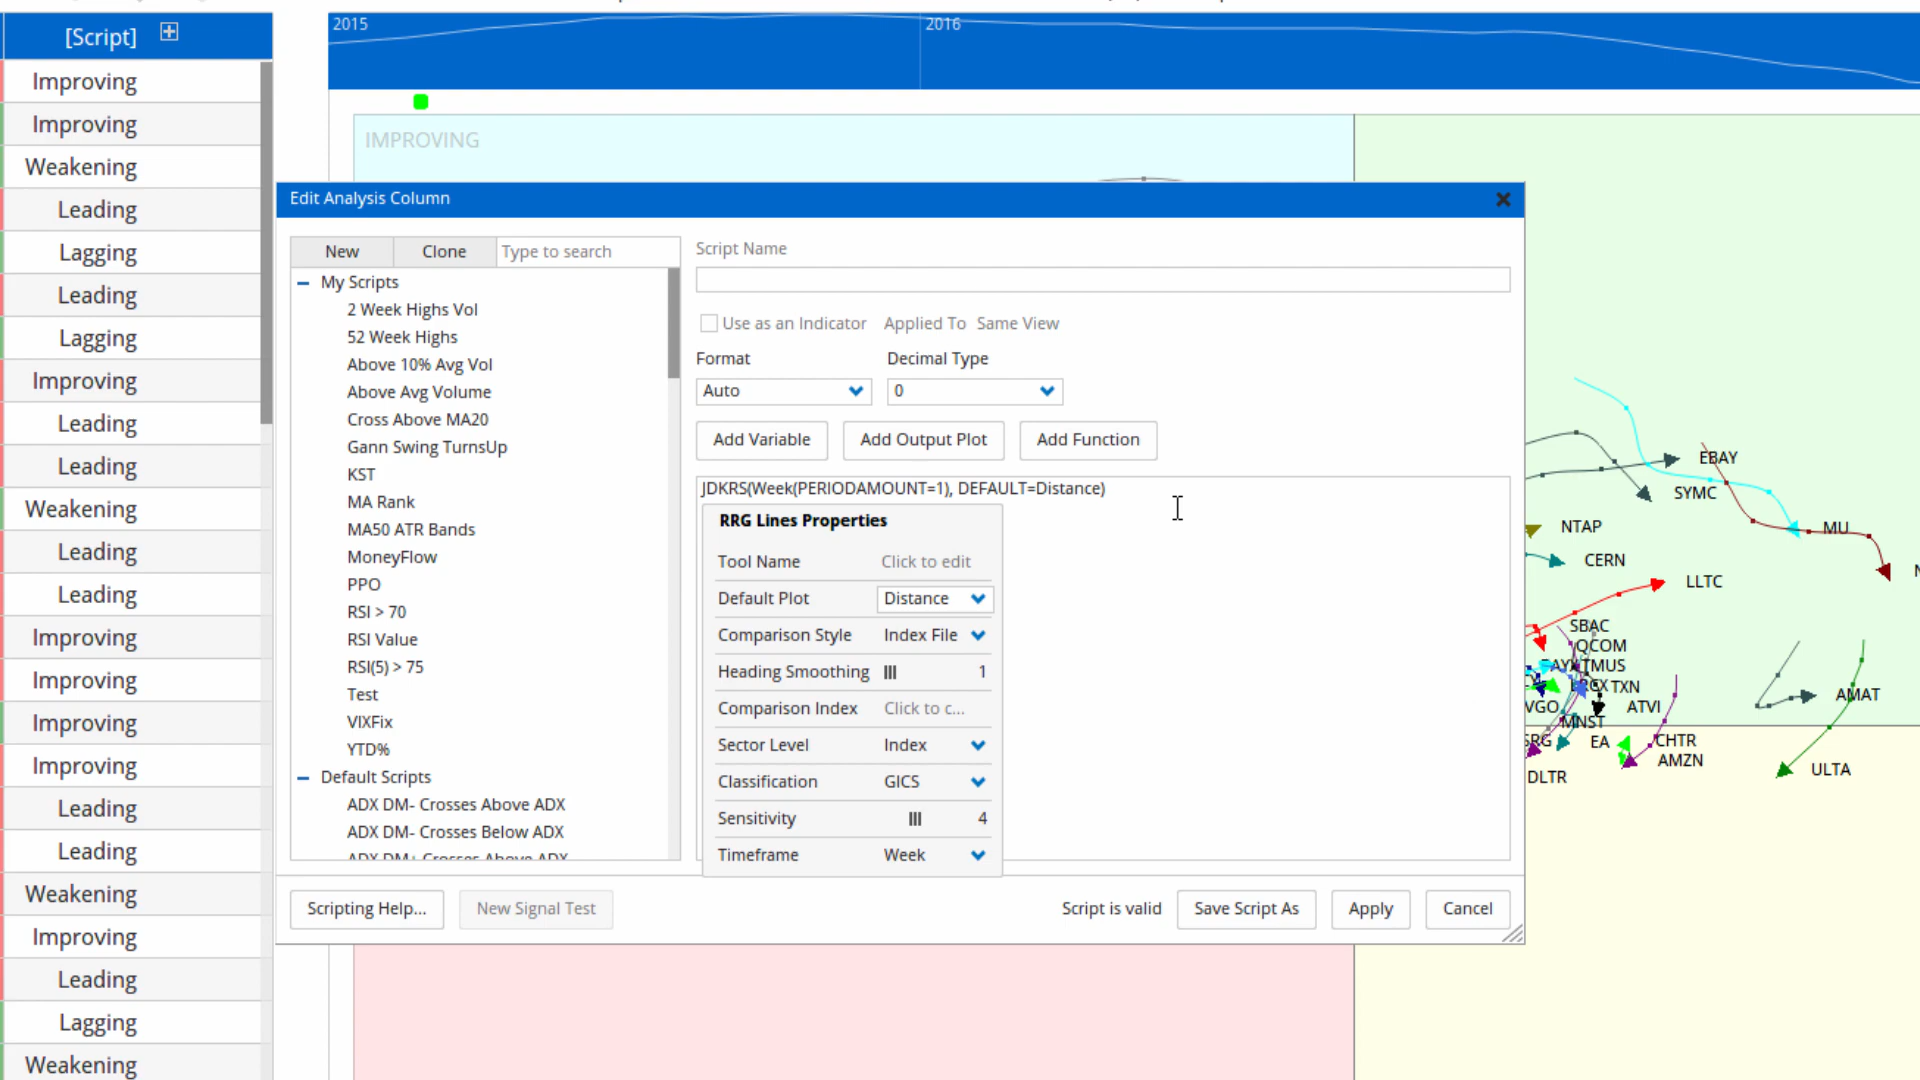 [Script]
Improving
Improving
Weakening
Leading
Lagging
Leading
Lagging
Improving
Leading
Leading
Weakening
Leading
Leading
Improving
Improving
Improving
Improving
Leading
Leading
Weakening
Improving
Leading
Lagging
Weakening
2015
2016
IMPROVING
Edit Analysis Column
New
Clone
Type to search
My Scripts
2 Week Highs Vol
52 Week Highs
Above 10% Avg Vol
Above Avg Volume
Cross Above MA20
Gann Swing TurnsUp
KST
MA Rank
MA50 ATR Bands
MoneyFlow
PPO
RSI > 70
RSI Value
RSI(5) > 75
Test
VIXFix
YTD%
Default Scripts
ADX DM- Crosses Above ADX
ADX DM- Crosses Below ADX
ADX DM+ Crosses Above ADX
Script Name
Use as an Indicator Applied To Same View
Format
Decimal Type
Auto
0
Add Variable
Add Output Plot
Add Function
JDKRS(Week(PERIODAMOUNT=1), DEFAULT=Distance)
RRG Lines Properties
Tool Name Click to edit
Default Plot Distance
Comparison Style Index File
Heading Smoothing 1
Comparison Index Click to c...
Sector Level Index
Classification GICS
Sensitivity 4
Timeframe Week
Scripting Help...
New Signal Test
Script is valid
Save Script As
Apply
Cancel
EBAY
SYMC
NTAP
MU
CERN
LLTC
SBAC
QCOM
TMUS
TXN
VGO
ATVI
AMAT
MNST
EA
CHTR
AMZN
DLTR
ULTA